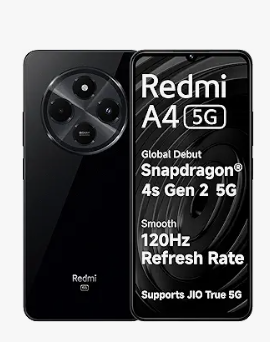 Redmi
A4 5G
Global Debut
Snapdragon®
4s Gen 2 5G
Smooth
120Hz
Refresh Rate
Supports JIO True 5G
Redmi
5G